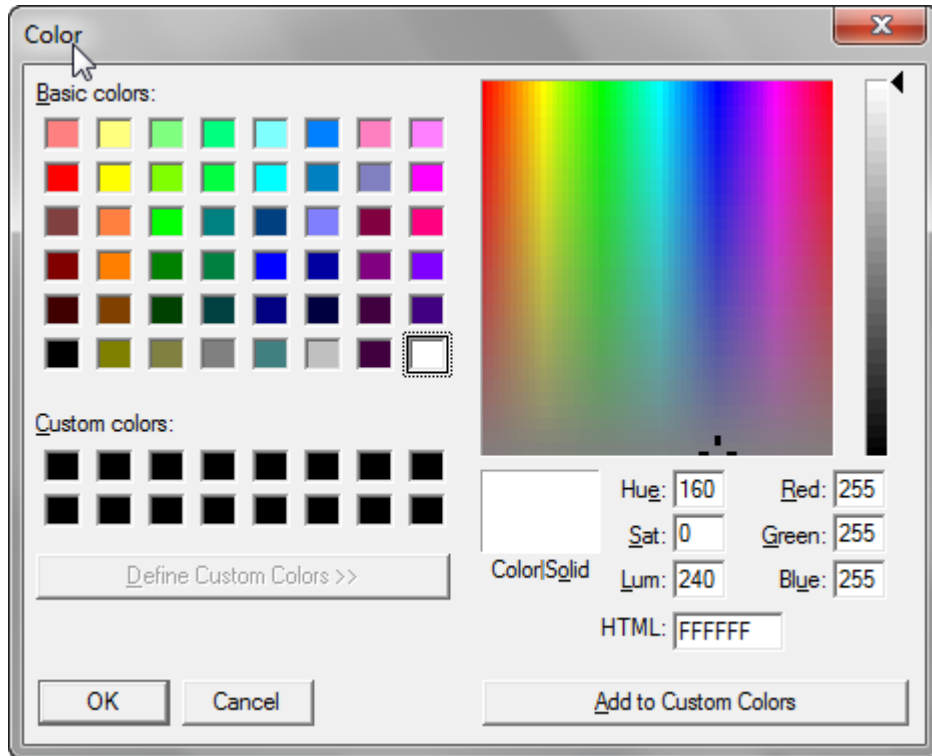 Color
Basic colors:
Custom colors:
Define Custom Colors >>
OK
Cancel
Color|Solid
Hue: 160
Sat: 0
Lum: 240
Red: 255
Green: 255
Blue: 255
HTML: FFFFFF
Add to Custom Colors